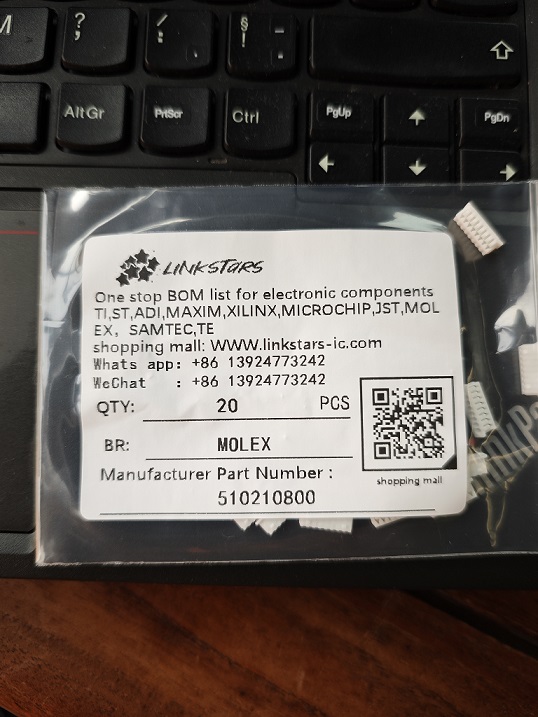 M
?
;
/
:
§
!
AltGr
PrtScr
Ctrl
PgUp
PgDn
LINKSTARS
One stop BOM list for electronic components
TI,ST,ADI,MAXIM,XILINX,MICROCHIP,JST,MOL
EX, SAMTEC,TE
shopping mall: WWW.linkstars-ic.com
Whats app: +86 13924773242
WeChat : +86 13924773242
QTY: 20 PCS
BR: MOLEX
Manufacturer Part Number :
510210800
shopping mall